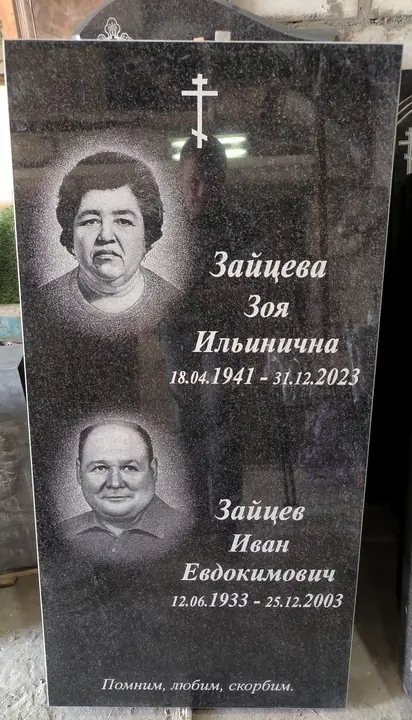 Зайцева
Зоя
Ильинична
18.04.1941 - 31.12.2023
Зайцев
Иван
Евдокимович
12.06.1933 - 25.12.2003
Помним, любим, скорбим.